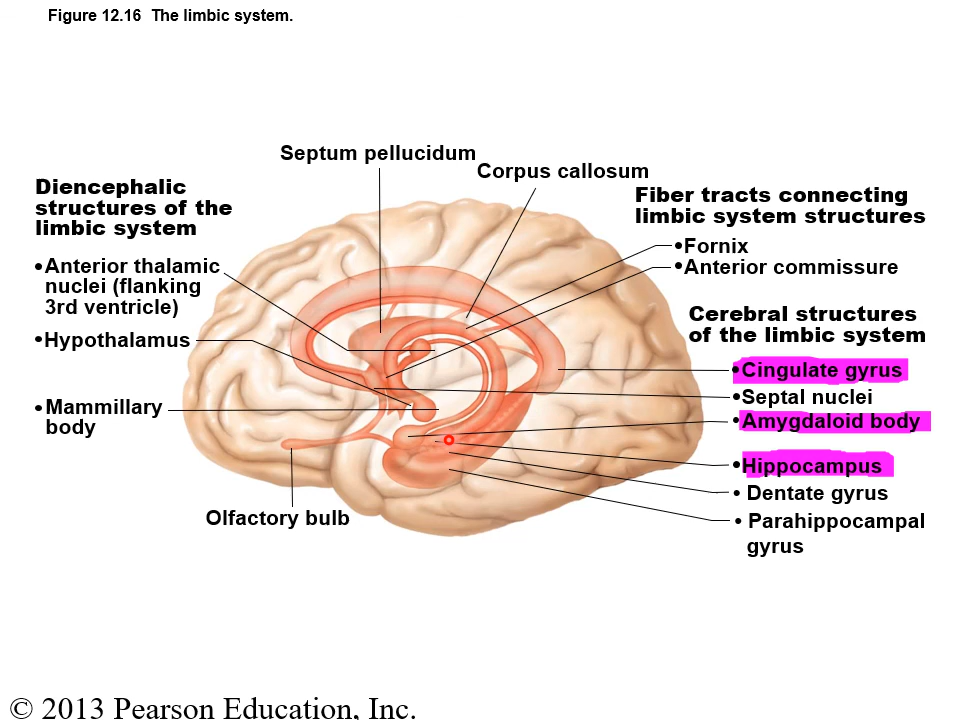 Figure 12.16  The limbic system.
Septum pellucidum
Corpus callosum
Diencephalic
structures of the
limbic system
•Anterior thalamic
nuclei (flanking
3rd ventricle)
•Hypothalamus
•Mammillary
body
Olfactory bulb
Fiber tracts connecting
limbic system structures
•Fornix
•Anterior commissure
Cerebral structures
of the limbic system
•Cingulate gyrus
•Septal nuclei
•Amygdaloid body
•Hippocampus
• Dentate gyrus
• Parahippocampal
gyrus
© 2013 Pearson Education, Inc.